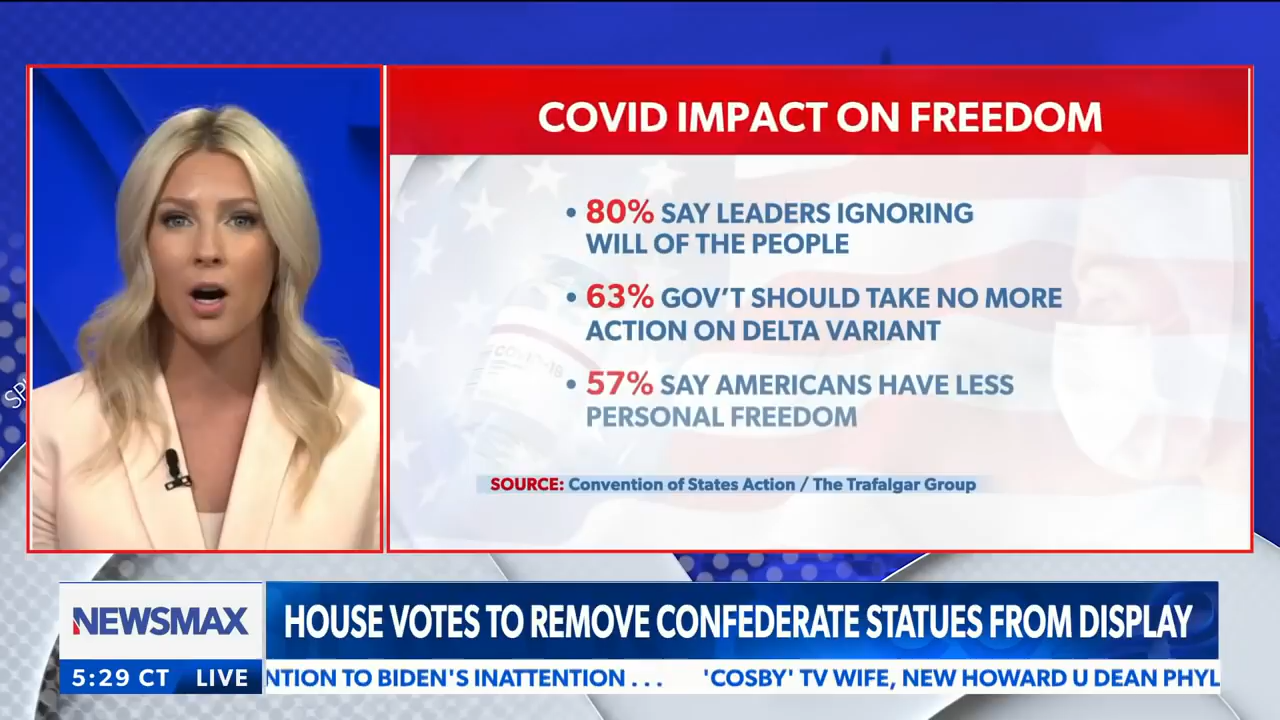 COVID IMPACT ON FREEDOM
• 80% SAY LEADERS IGNORING
WILL OF THE PEOPLE
• 63% GOV'T SHOULD TAKE NO MORE
ACTION ON DELTA VARIANT
• 57% SAY AMERICANS HAVE LESS
PERSONAL FREEDOM
SOURCE: Convention of States Action / The Trafalgar Group
NEWSMAX
HOUSE VOTES TO REMOVE CONFEDERATE STATUES FROM DISPLAY
5:29 CT LIVE
NTION TO BIDEN'S INATTENTION . . . 'COSBY' TV WIFE, NEW HOWARD U DEAN PHYL